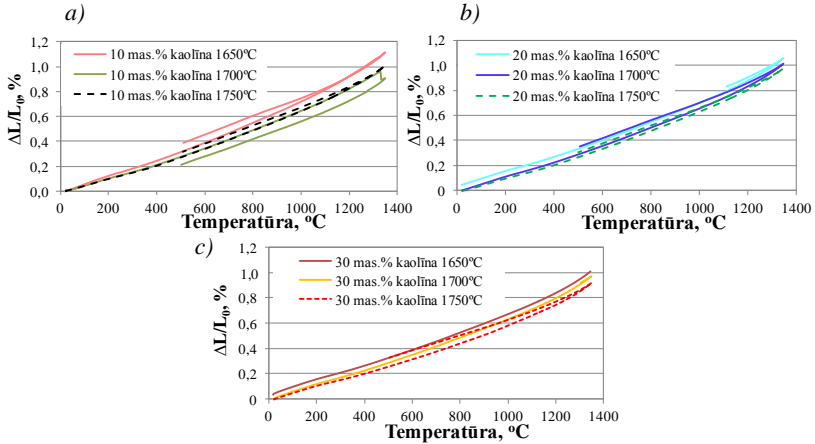 a)
1,2
1,0
0,8
0,6
0,4
0,2
0,0
ΔL/L₀, %
10 mas.% kaolīna 1650ºC
10 mas.% kaolīna 1700ºC
10 mas.% kaolīna 1750ºC
0 200 400 600 800 1000 1200 1400
Temperatūra, ºC
b)
1,2
1
0,8
0,6
0,4
0,2
0
ΔL/L₀, %
20 mas.% kaolīna 1650ºC
20 mas.% kaolīna 1700ºC
20 mas.% kaolīna 1750ºC
0 200 400 600 800 1000 1200 1400
Temperatūra, ºC
c)
1,2
1
0,8
0,6
0,4
0,2
0
ΔL/L₀, %
30 mas.% kaolīna 1650ºC
30 mas.% kaolīna 1700ºC
30 mas.% kaolīna 1750ºC
0 200 400 600 800 1000 1200 1400
Temperatūra, ºC